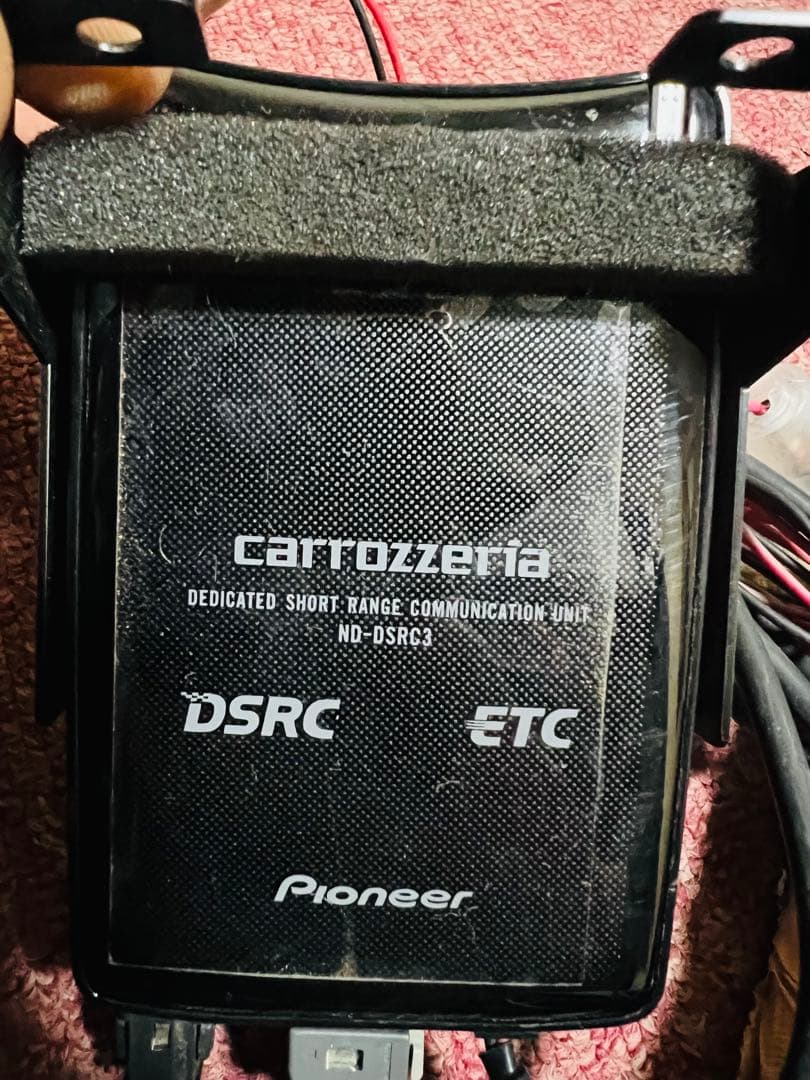 carrozzeria
DEDICATED SHORT RANGE COMMUNICATION UNIT
ND-DSRC3
DSRC ETC
Pioneer